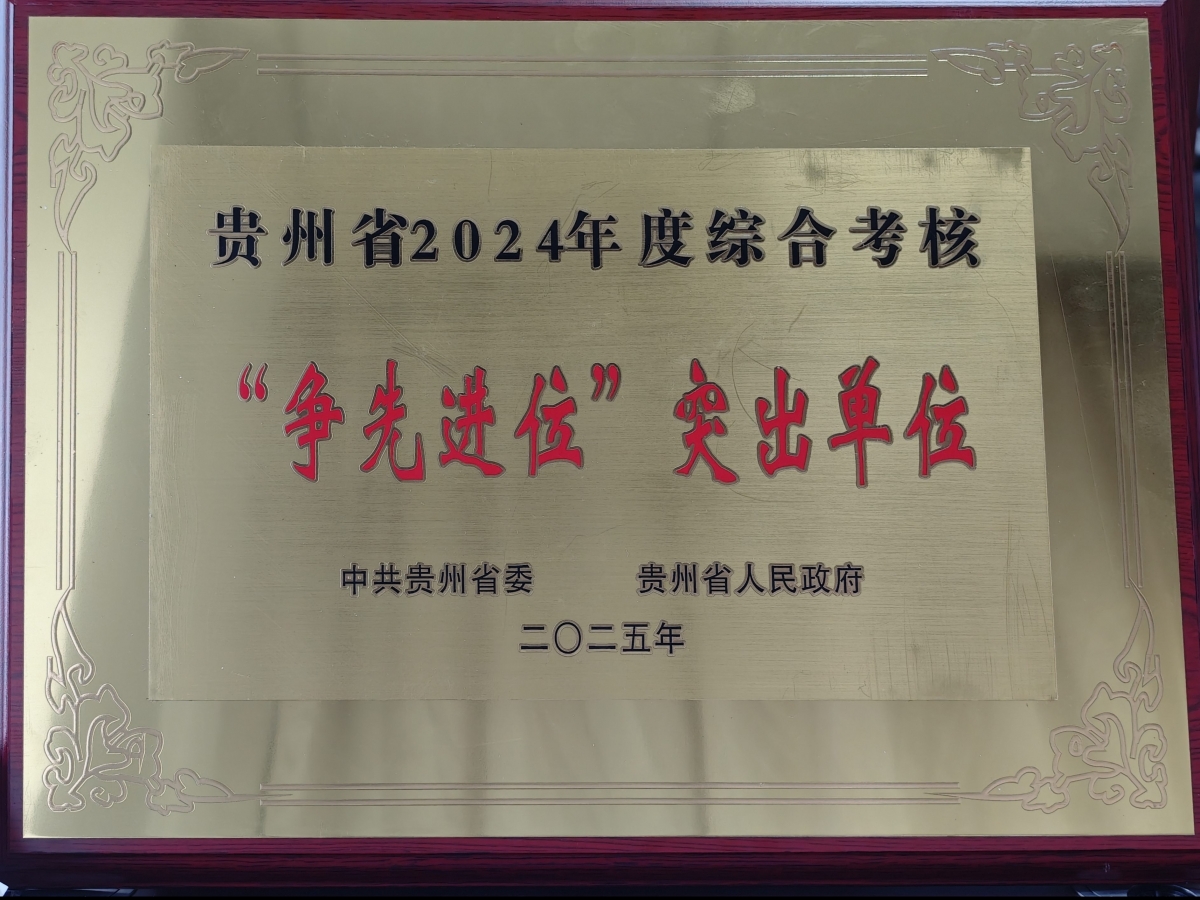 贵州省2024年度综合考核
“争先进位”突出单位
中共贵州省委 贵州省人民政府
二〇二五年